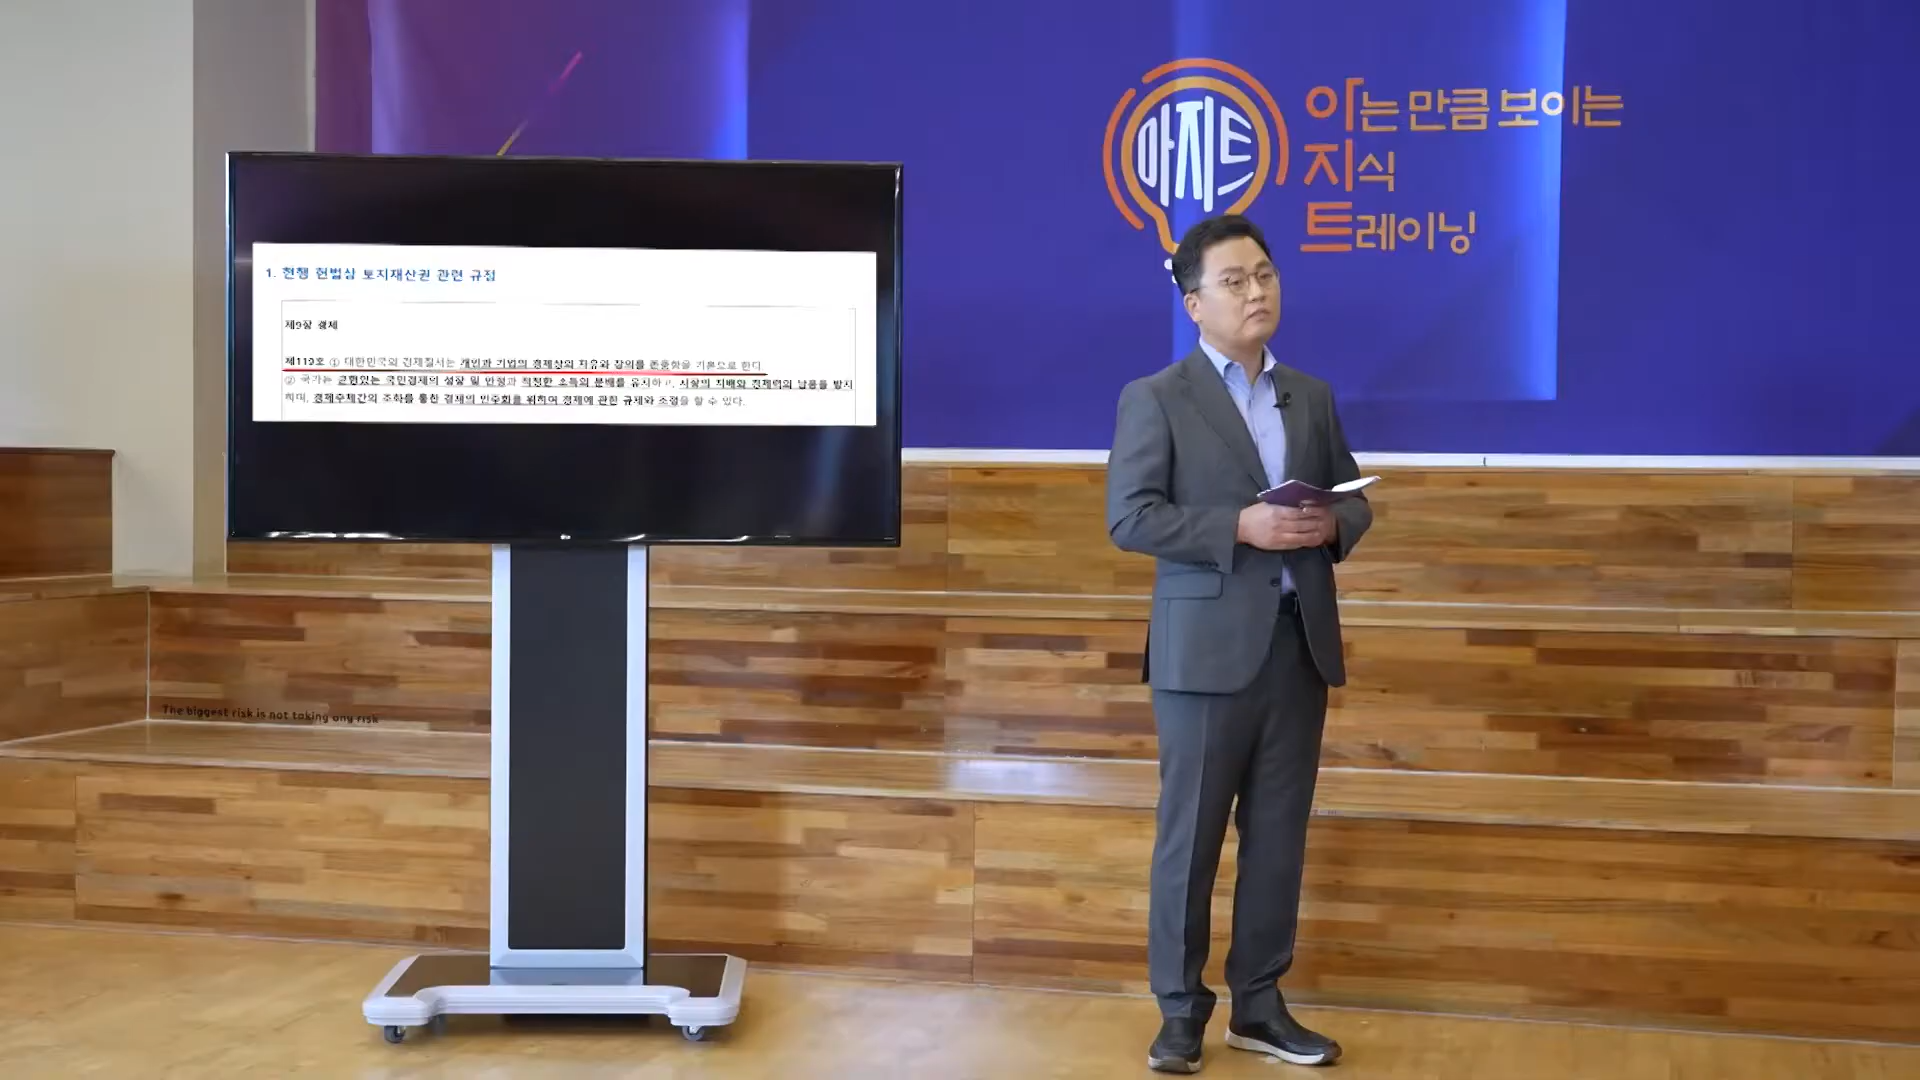 아지트
아는 만큼 보이는
지식
트레이닝
1. 현행 헌법상 토지재산권 관련 규정
제9장 경제
제119호 ① 대한민국의 경제질서는 개인과 기업의 경제상의 자유와 창의를 존중함을 기본으로 한다
② 국가는 균형있는 국민경제의 성장 및 안정과 적정한 소득의 분배를 유지하고, 시장의 지배와 경제력의 남용을 방지
하며, 경제주체간의 조화를 통한 경제의 민주화를 위하여 경제에 관한 규제와 조정을 할 수 있다.
The biggest risk is not taking any risk